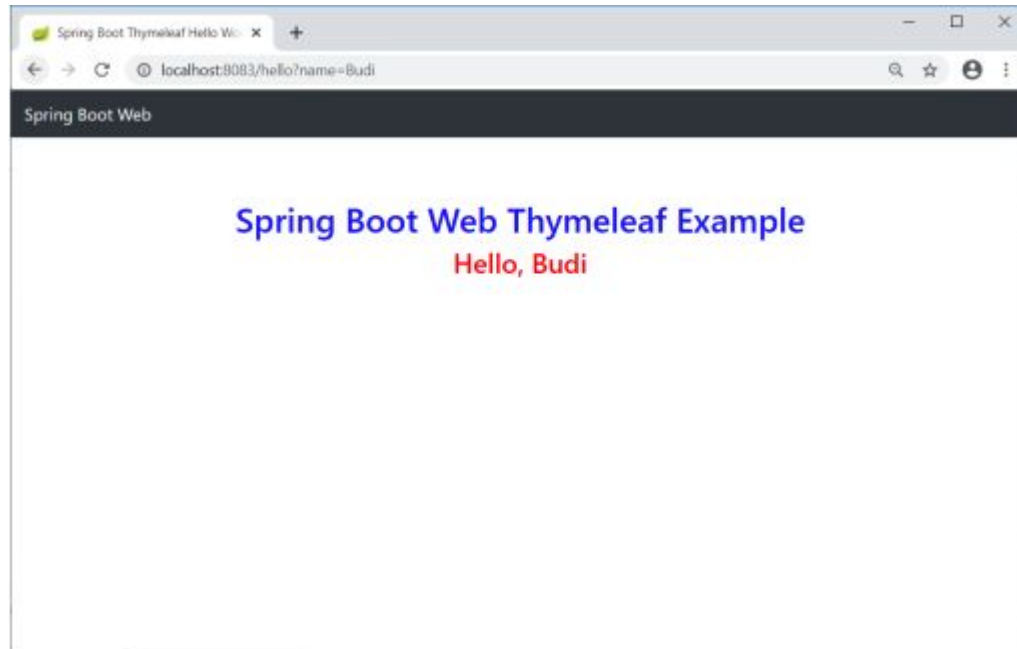 Spring Boot Thymeleaf Hello Wo
localhost:8083/hello?name=Budi
Spring Boot Web
Spring Boot Web Thymeleaf Example
Hello, Budi